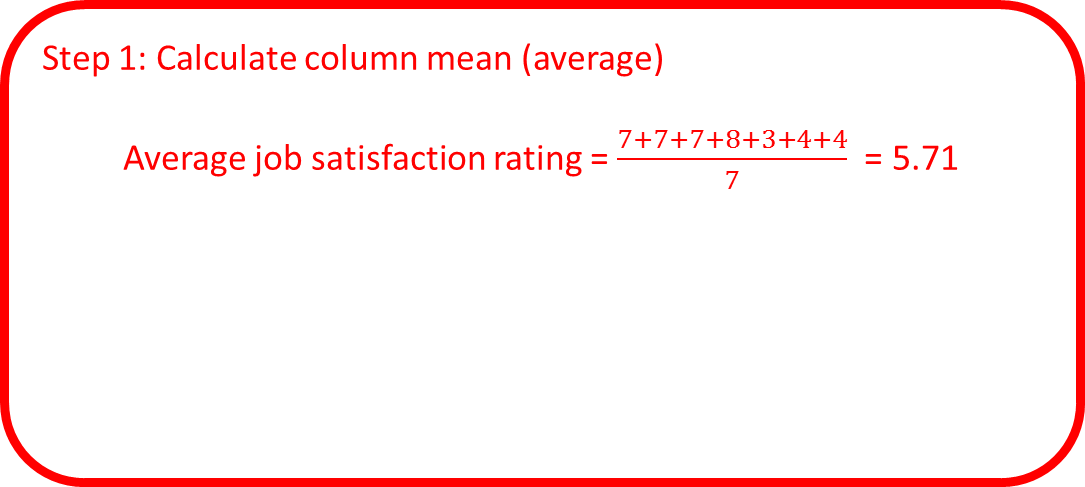 Step 1: Calculate column mean (average)
Average job satisfaction rating = \frac{7+7+7+8+3+4+4}{7} = 5.71